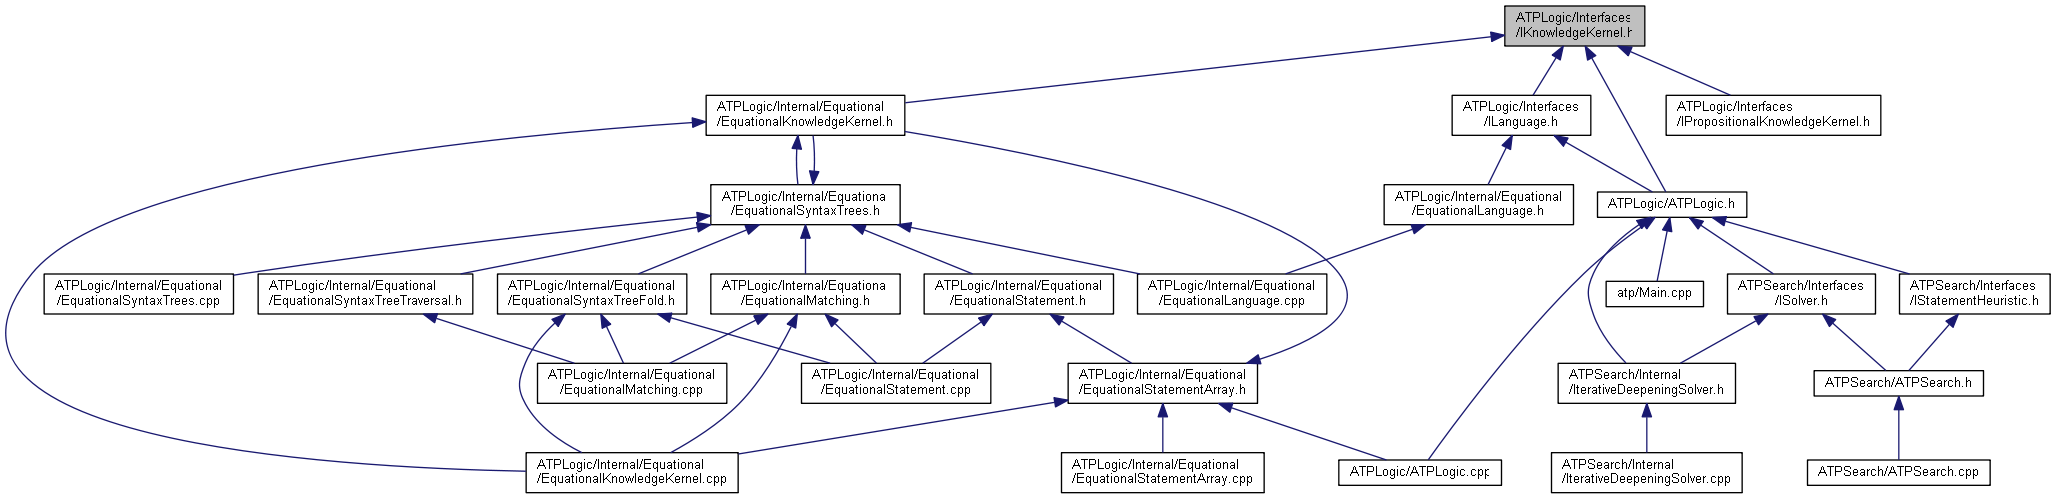 ATPLogic/Interfaces
/IKnowledgeKernel.h
ATPLogic/Internal/Equational
/EquationalKnowledgeKernel.h
ATPLogic/Interfaces
/ILanguage.h
ATPLogic/Interfaces
/IPropositionalKnowledgeKernel.h
ATPLogic/Internal/Equationa
/EquationalSyntaxTrees.h
ATPLogic/Internal/Equational
/EquationalLanguage.h
ATPLogic/ATPLogic.h
ATPLogic/Internal/Equational
/EquationalSyntaxTrees.cpp
ATPLogic/Internal/Equational
/EquationalSyntaxTreeTraversal.h
ATPLogic/Internal/Equational
/EquationalSyntaxTreeFold.h
ATPLogic/Internal/Equationa
/EquationalMatching.h
ATPLogic/Internal/Equational
/EquationalStatement.h
ATPLogic/Internal/Equational
/EquationalLanguage.cpp
atp/Main.cpp
ATPSearch/Interfaces
/ISolver.h
ATPSearch/Interfaces
/IStatementHeuristic.h
ATPLogic/Internal/Equational
/EquationalMatching.cpp
ATPLogic/Internal/Equational
/EquationalStatement.cpp
ATPLogic/Internal/Equational
/EquationalStatementArray.h
ATPSearch/Internal
/IterativeDeepeningSolver.h
ATPSearch/ATPSearch.h
ATPLogic/Internal/Equational
/EquationalKnowledgeKernel.cpp
ATPLogic/Internal/Equational
/EquationalStatementArray.cpp
ATPLogic/ATPLogic.cpp
ATPSearch/Internal
/IterativeDeepeningSolver.cpp
ATPSearch/ATPSearch.cpp